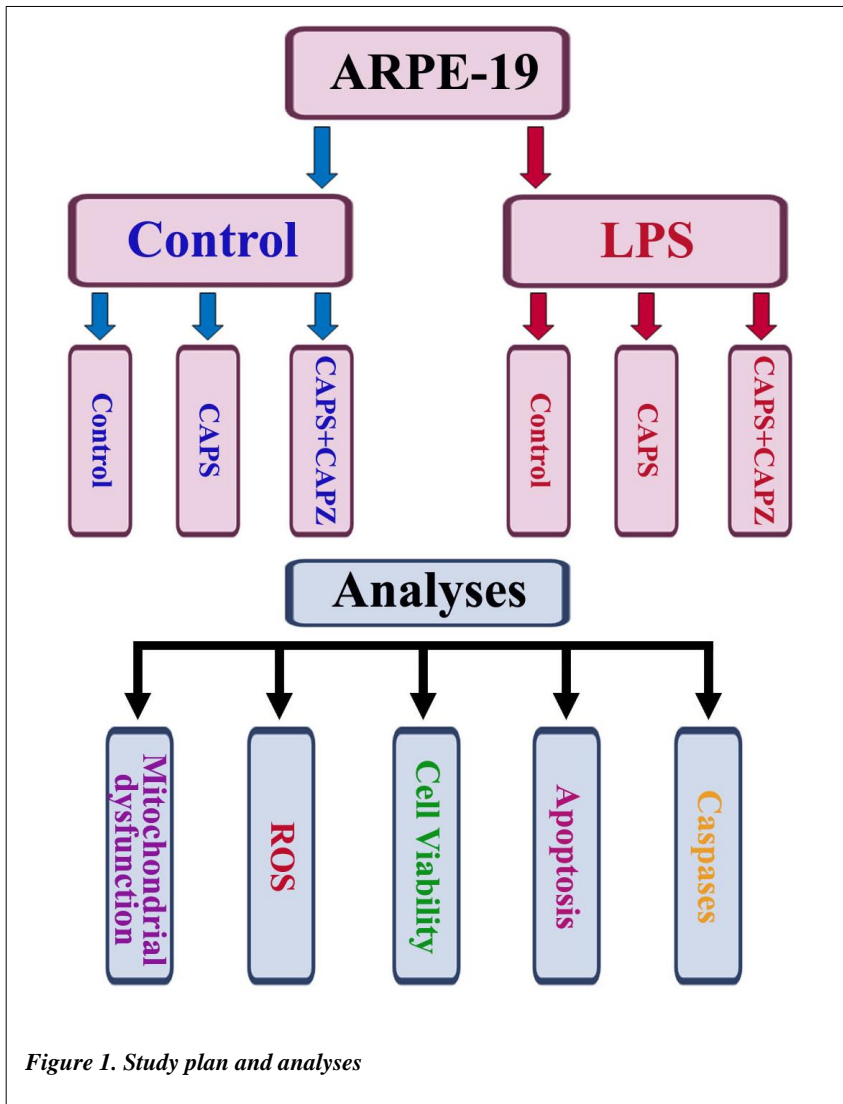 ARPE-19
Control
LPS
Control
CAPS
CAPS+CAPZ
Control
CAPS
CAPS+CAPZ
Analyses
Mitochondrial
dysfunction
ROS
Cell Viability
Apoptosis
Caspases
Figure 1. Study plan and analyses